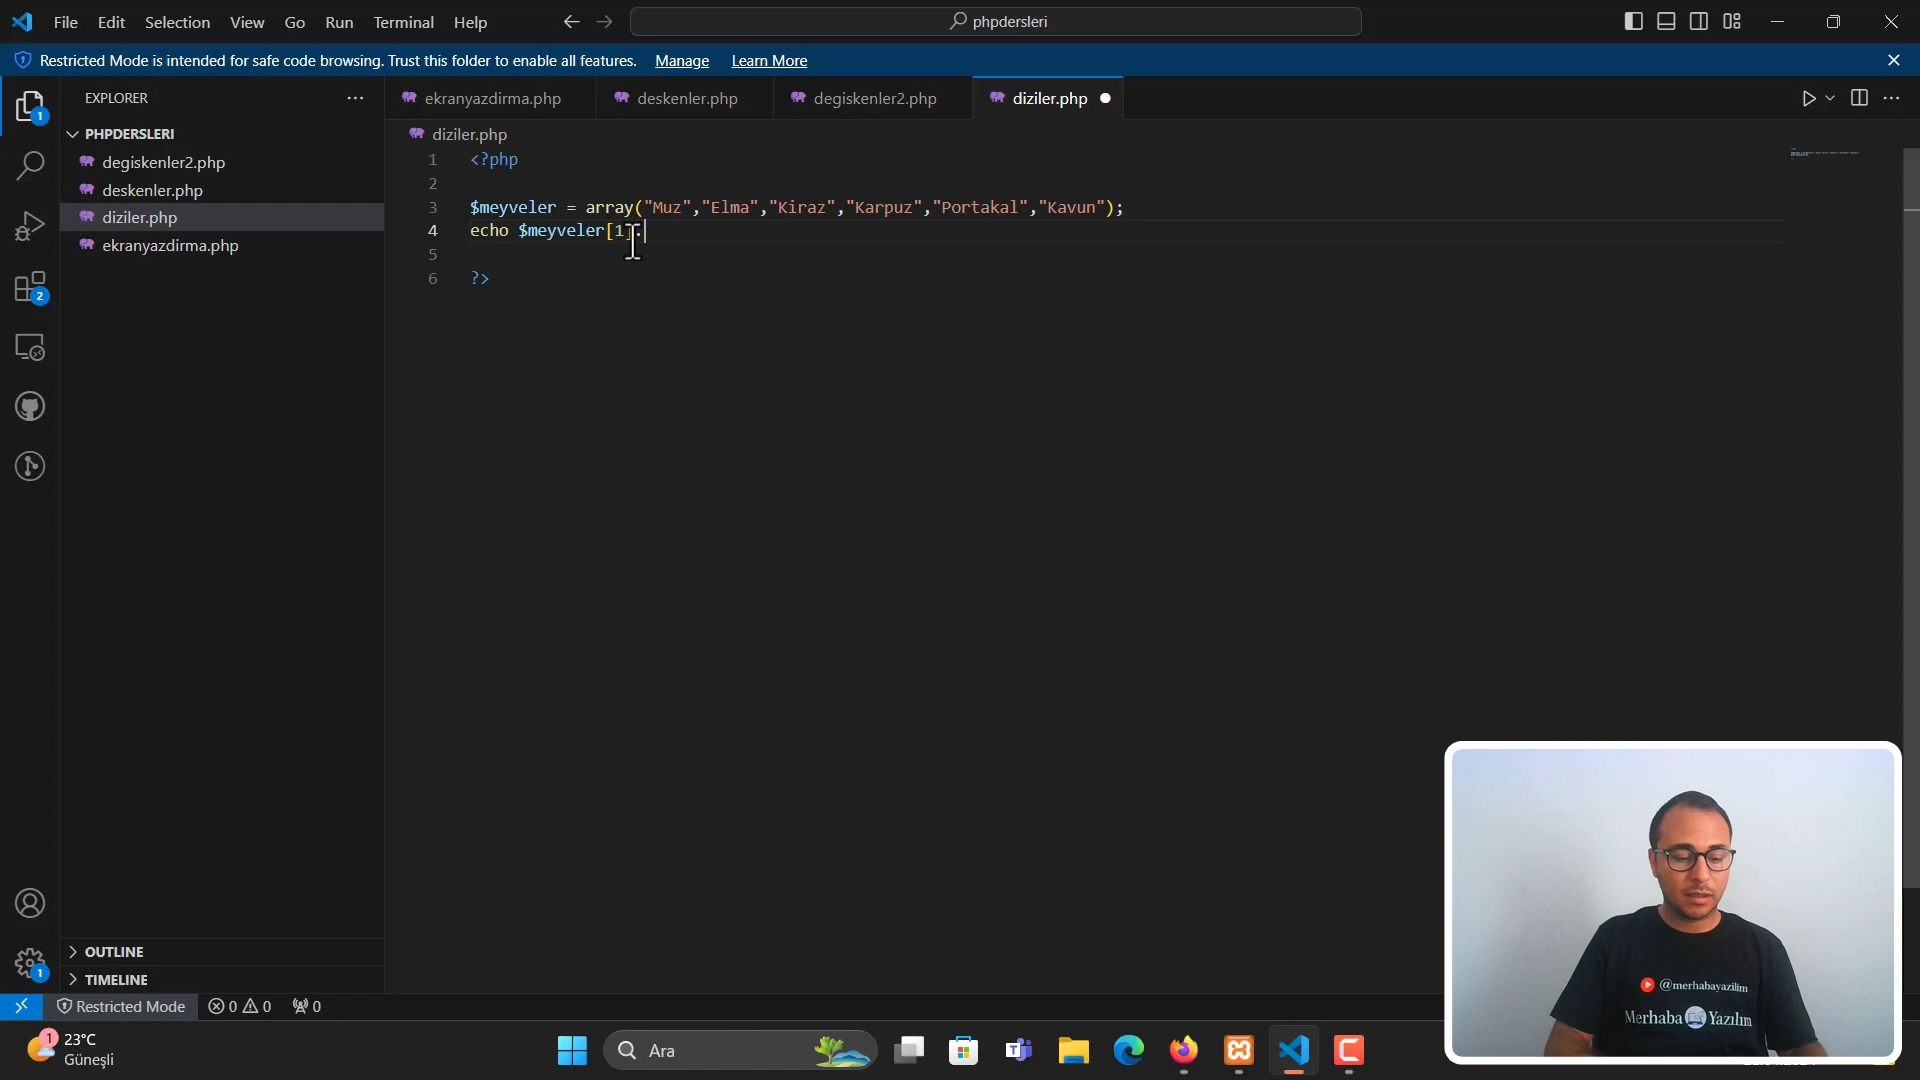 File Edit Selection View Go Run Terminal Help
phpdersleri
Restricted Mode is intended for safe code browsing. Trust this folder to enable all features. Manage Learn More
EXPLORER
PHPDERSLERI
degiskenler2.php
deskenler.php
diziler.php
ekranyazdirma.php
ekranyazdirma.php deskenler.php degiskenler2.php diziler.php
diziler.php
1 <?php
2
3 $meyveler = array("Muz","Elma","Kiraz","Karpuz","Portakal","Kavun");
4 echo $meyveler[1];
5
6 ?>
1
2
1
OUTLINE
TIMELINE
Restricted Mode 0 0 0
1
23°C
Güneşli
Ara
@merhabayazilim
Merhaba Yazılım